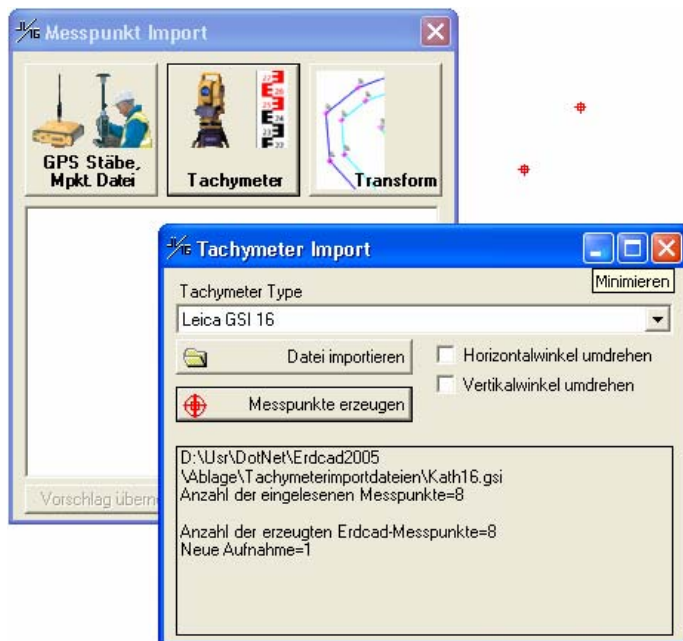 Messpunkt Import
GPS Stäbe,
Mpkt. Datei
Tachymeter
Transform
Tachymeter Import
Minimieren
Tachymeter Type
Leica GSI 16
Datei importieren
Horizontalwinkel umdrehen
Vertikalwinkel umdrehen
Messpunkte erzeugen
D:\Usr\DotNet\Erdcad2005
\Ablage\Tachymeterimportdateien\Kath16.gsi
Anzahl der eingelesenen Messpunkte=8
Anzahl der erzeugten Erdcad-Messpunkte=8
Neue Aufnahme=1
Vorschlag übern